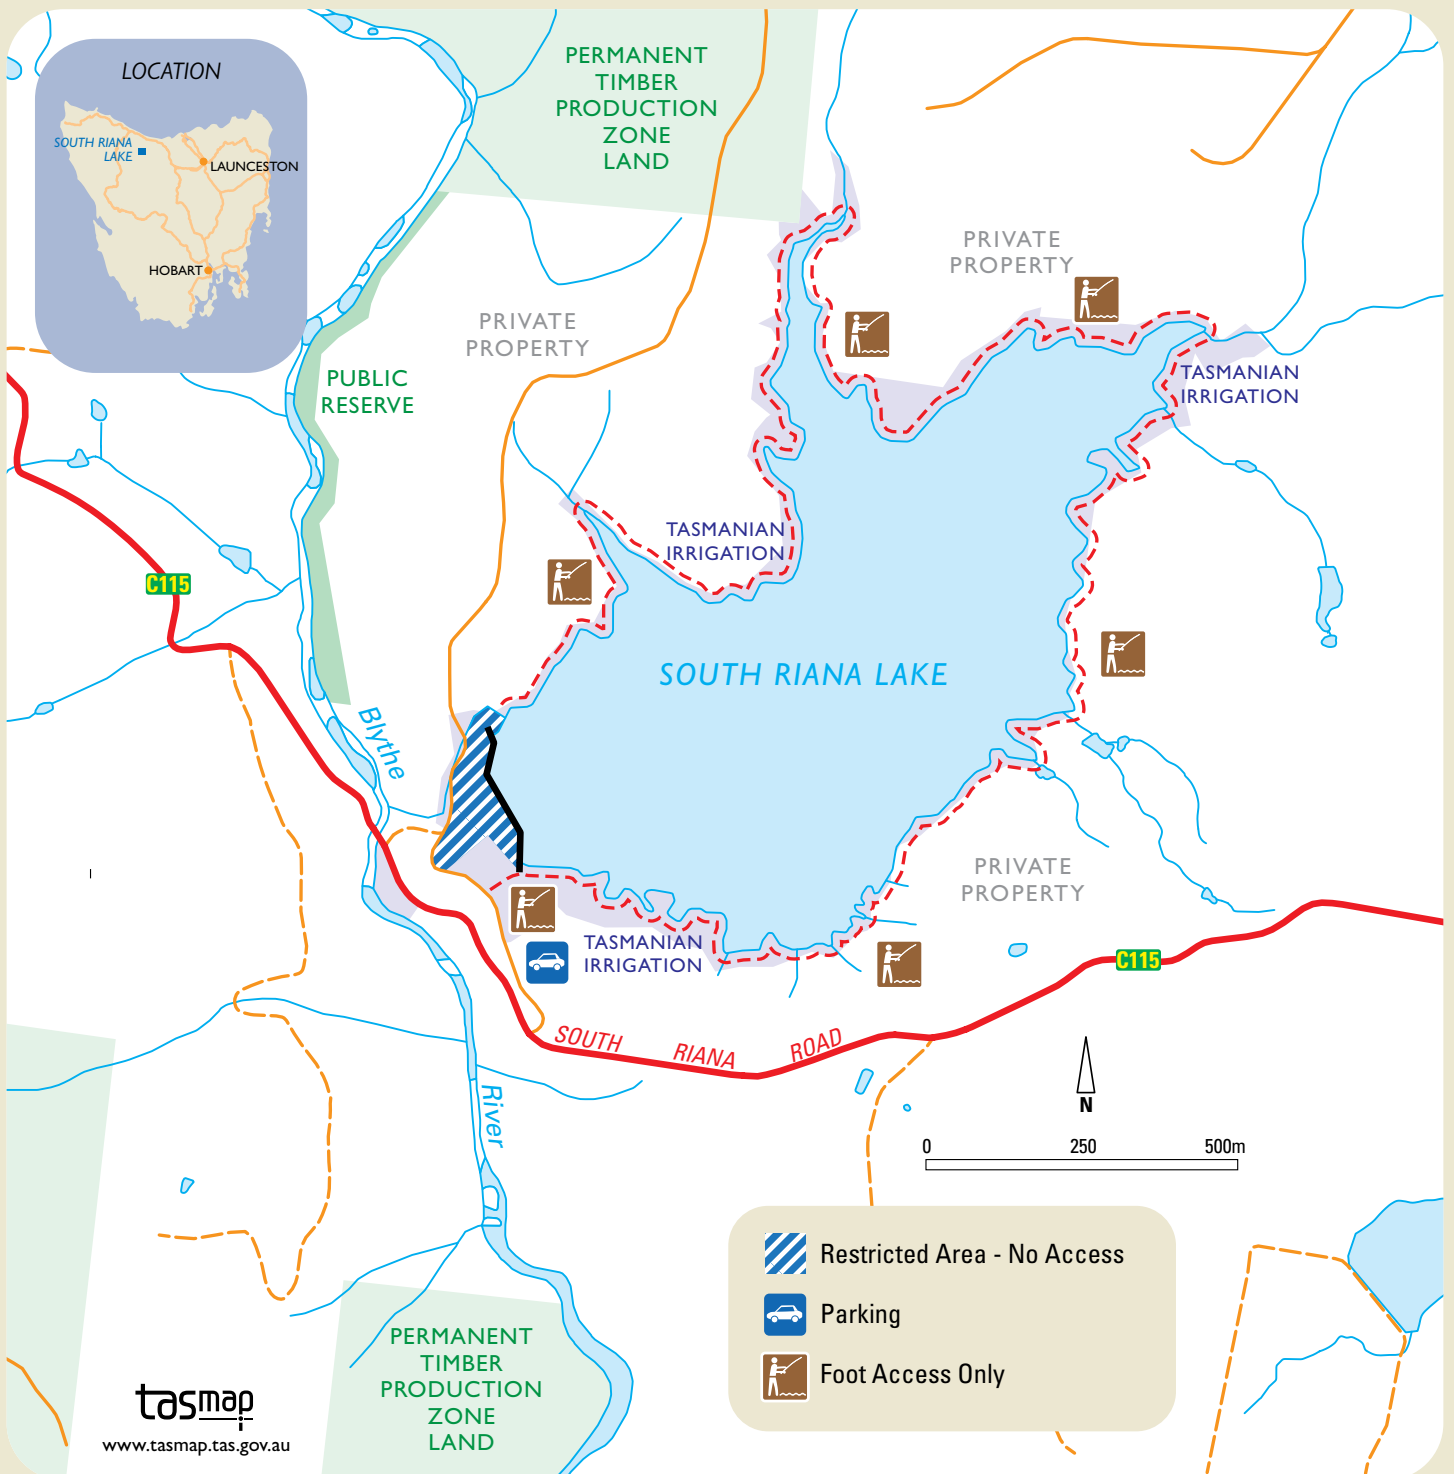 LOCATION
SOUTH RIANA
LAKE
LAUNCESTON
HOBART
PERMANENT
TIMBER
PRODUCTION
ZONE
LAND
PRIVATE
PROPERTY
PRIVATE
PROPERTY
PUBLIC
RESERVE
TASMANIAN
IRRIGATION
TASMANIAN
IRRIGATION
C115
SOUTH RIANA LAKE
Blythe
PRIVATE
PROPERTY
TASMANIAN
IRRIGATION
C115
SOUTH RIANA ROAD
River
N
0 250 500m
Restricted Area - No Access
Parking
Foot Access Only
PERMANENT
TIMBER
PRODUCTION
ZONE
LAND
tasmap
www.tasmap.tas.gov.au